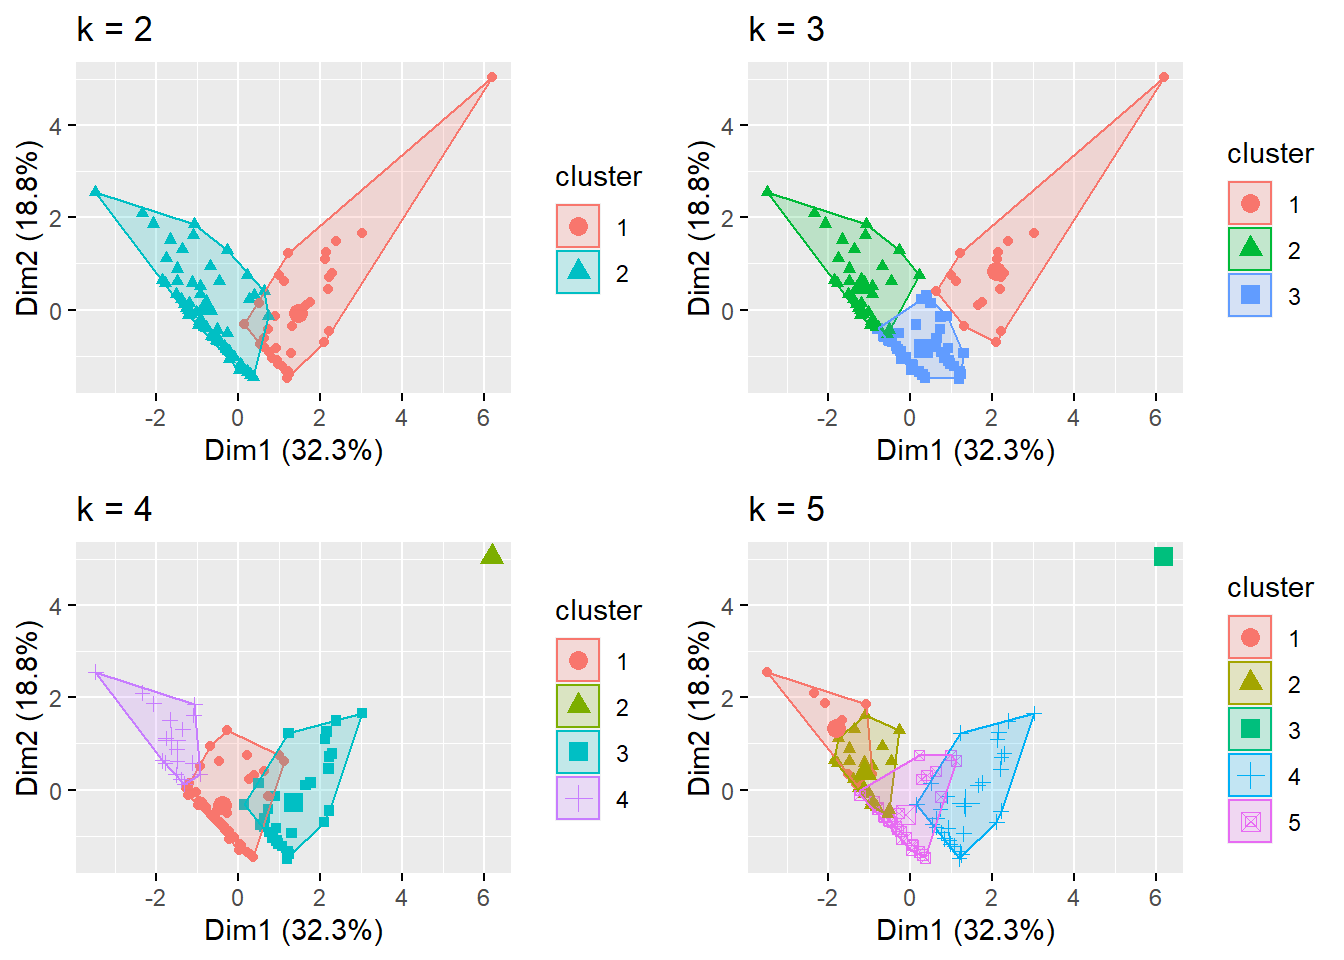 k = 2
4
2
0
-2
0
2
4
6
Dim1 (32.3%)
Dim2 (18.8%)
cluster
1
2
k = 3
4
2
0
-2
0
2
4
6
Dim1 (32.3%)
Dim2 (18.8%)
cluster
1
2
3
k = 4
4
2
0
-2
0
2
4
6
Dim1 (32.3%)
Dim2 (18.8%)
cluster
1
2
3
4
k = 5
4
2
0
-2
0
2
4
6
Dim1 (32.3%)
Dim2 (18.8%)
cluster
1
2
3
4
5